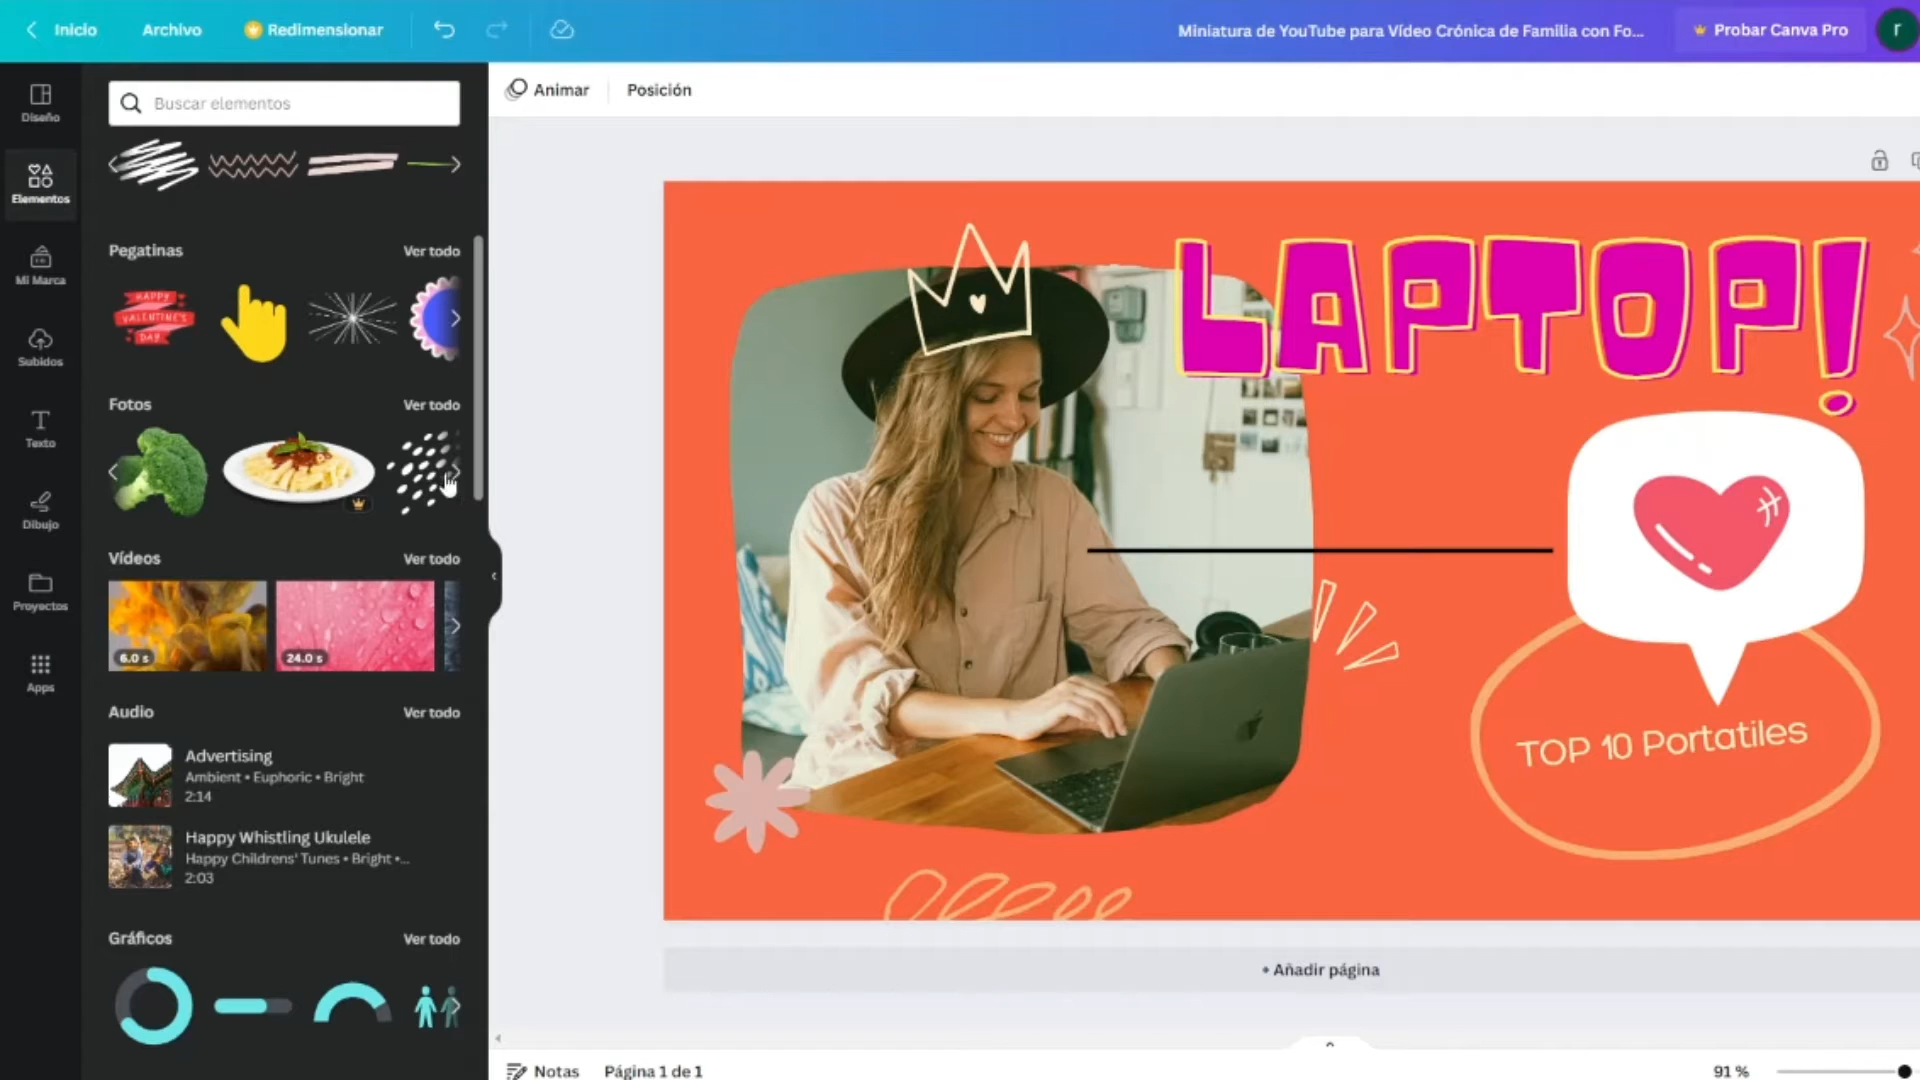 Inicio
Archivo
Redimensionar
Miniatura de YouTube para Vídeo Crónica de Familia con Fo...
Probar Canva Pro
r
Diseño
Elementos
Mi Marca
Subidos
Texto
Dibujo
Proyectos
Apps
Buscar elementos
Pegatinas
Ver todo
HAPPY
VALENTINE'S
DAY
Fotos
Ver todo
Vídeos
Ver todo
6.0 s
24.0 s
Audio
Ver todo
Advertising
Ambient • Euphoric • Bright
2:14
Happy Whistling Ukulele
Happy Childrens' Tunes • Bright •...
2:03
Gráficos
Ver todo
Animar
Posición
LAPTOP!
TOP 10 Portatiles
+ Añadir página
Notas
Página 1 de 1
91 %